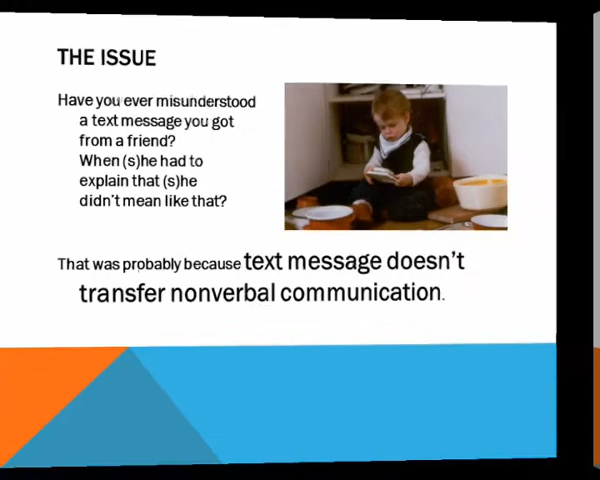 THE ISSUE
Have you ever misunderstood
a text message you got
from a friend?
When (s)he had to
explain that (s)he
didn't mean like that?
That was probably because text message doesn't
transfer nonverbal communication.